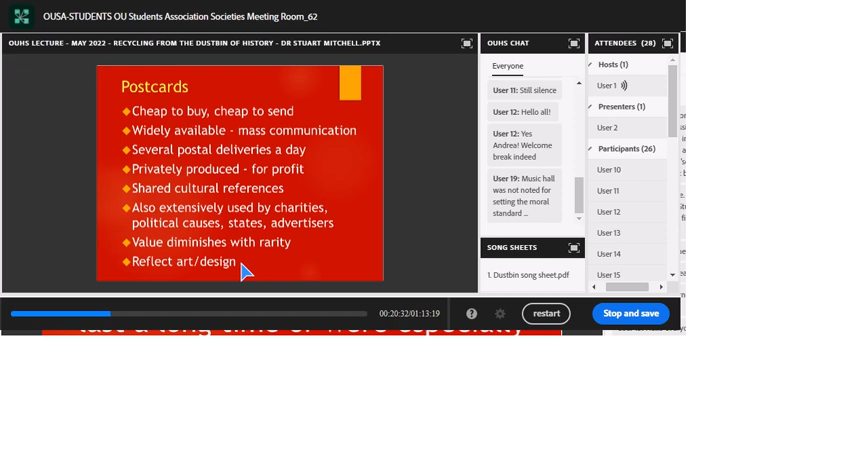 OUSA-STUDENTS OU Students Association Societies Meeting Room_62
OUHS LECTURE - MAY 2022 - RECYCLING FROM THE DUSTBIN OF HISTORY - DR STUART MITCHELL.PPTX
Postcards
Cheap to buy, cheap to send
Widely available - mass communication
Several postal deliveries a day
Privately produced - for profit
Shared cultural references
Also extensively used by charities,
political causes, states, advertisers
Value diminishes with rarity
Reflect art/design
OUHS CHAT
Everyone
User 11: Still silence
User 12: Hello all!
User 12: Yes
Andrea! Welcome
break indeed
User 19: Music hall
was not noted for
setting the moral
standard ...
SONG SHEETS
1. Dustbin song sheet.pdf
ATTENDEES (28)
Hosts (1)
User 1
Presenters (1)
User 2
Participants (26)
User 10
User 11
User 12
User 13
User 14
User 15
00:20:32/01:13:19
?
restart
Stop and save